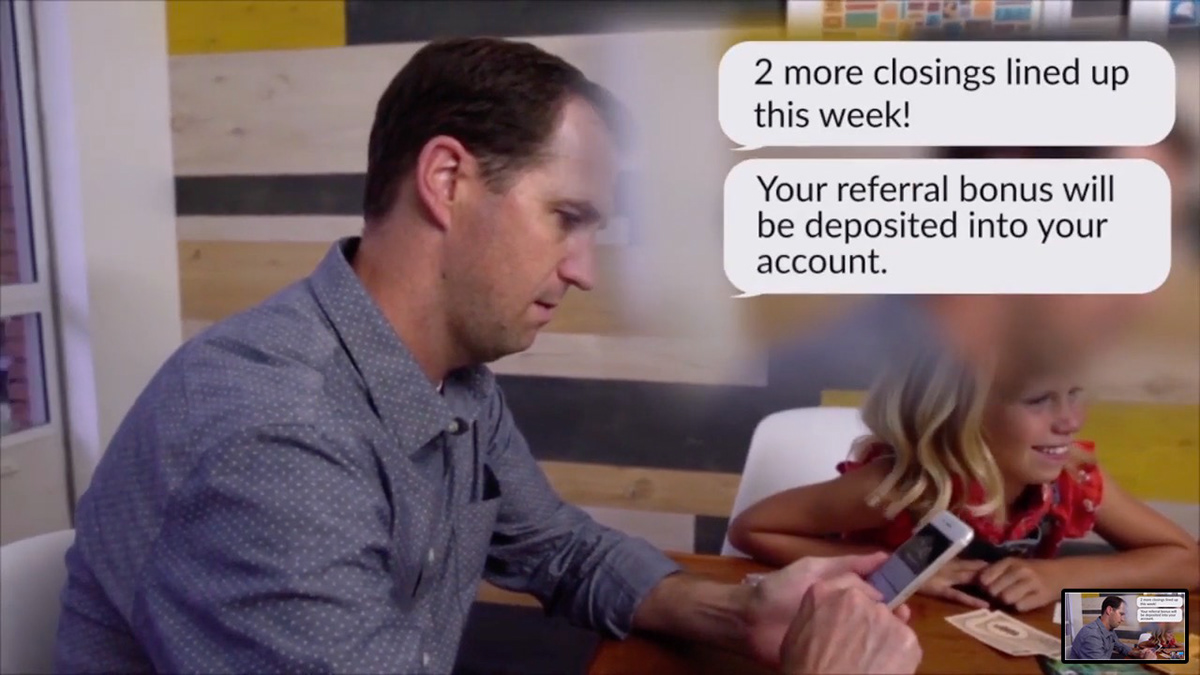 2 more closings lined up
this week!
Your referral bonus will
be deposited into your
account.